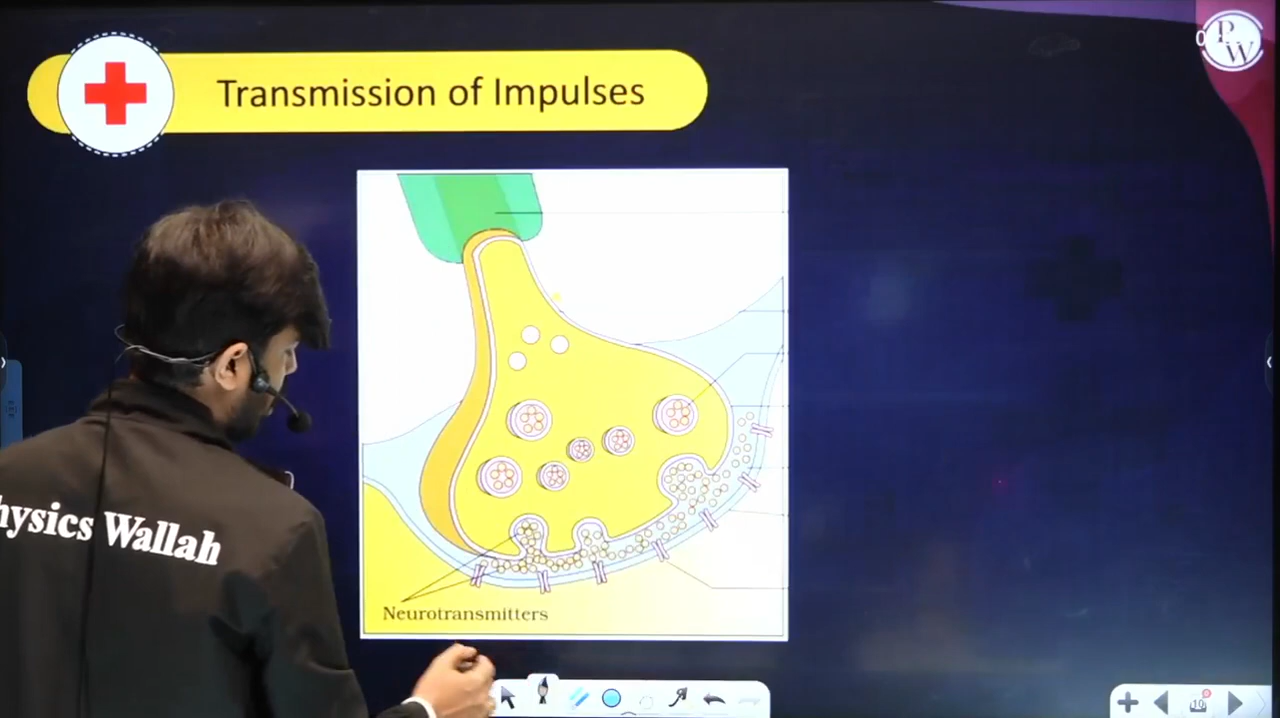 Transmission of Impulses
PW
hysics Wallah
Neurotransmitters